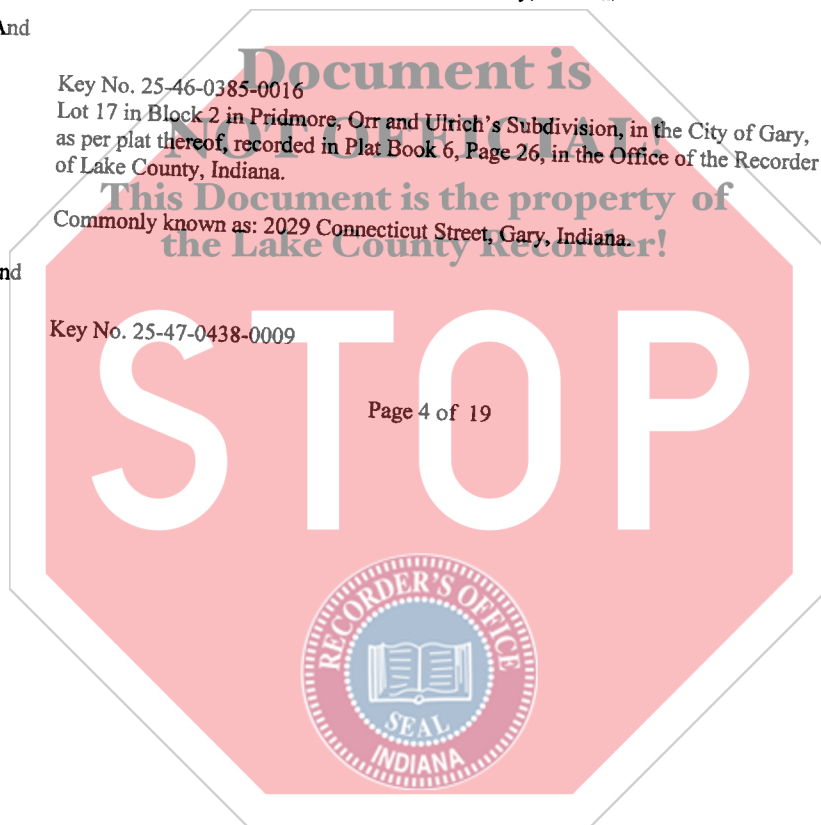 And
Document is
Key No. 25-46-0385-0016
Lot 17 in Block 2 in Pridmore, Orr and Ulrich's Subdivision, in the City of Gary,
NOT OFFICIAL!
as per plat thereof, recorded in Plat Book 6, Page 26, in the Office of the Recorder
of Lake County, Indiana.
This Document is the property of
Commonly known as: 2029 Connecticut Street, Gary, Indiana.
the Lake County Recorder!
nd
Key No. 25-47-0438-0009
STOP
Page 4 of 19
RECORDER'S OFFICE
SEAL
INDIANA